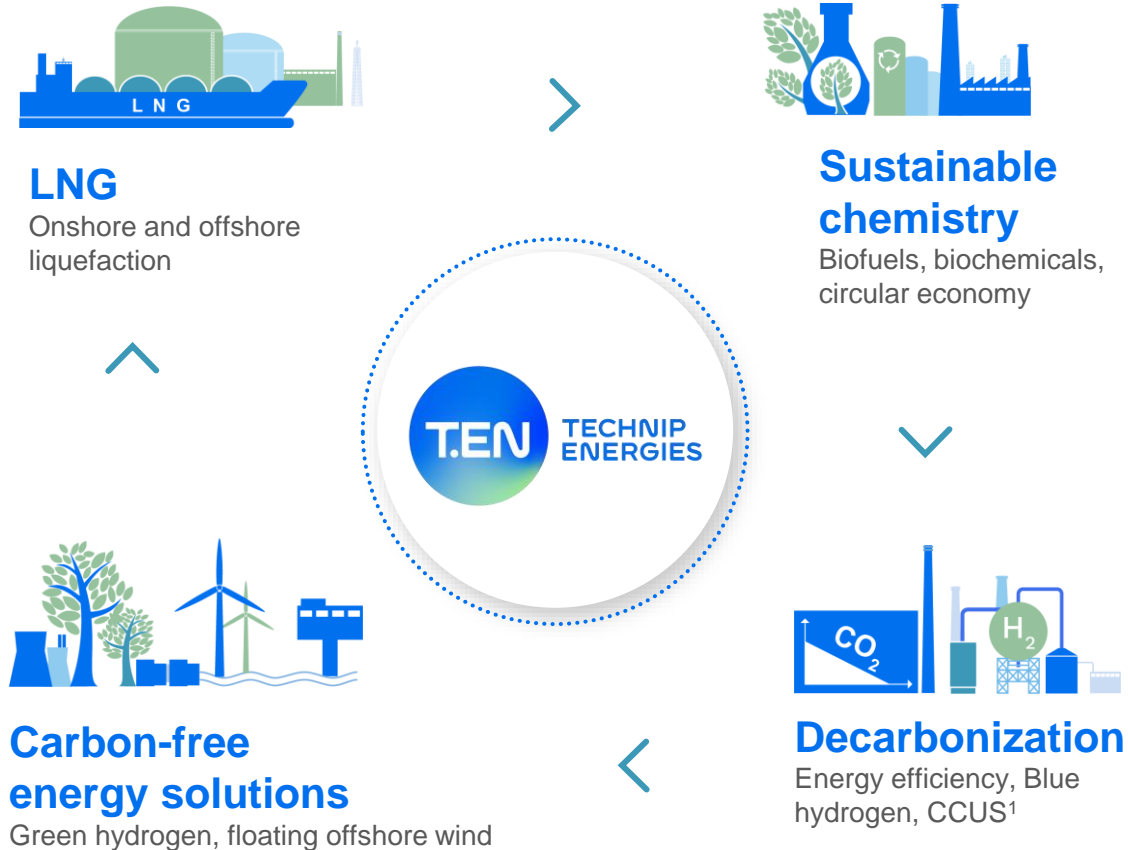 L N G
LNG
Onshore and offshore
liquefaction
Sustainable
chemistry
Biofuels, biochemicals,
circular economy
T.EN
TECHNIP
ENERGIES
CO₂
H₂
Carbon-free
energy solutions
Green hydrogen, floating offshore wind
Decarbonization
Energy efficiency, Blue
hydrogen, CCUS¹